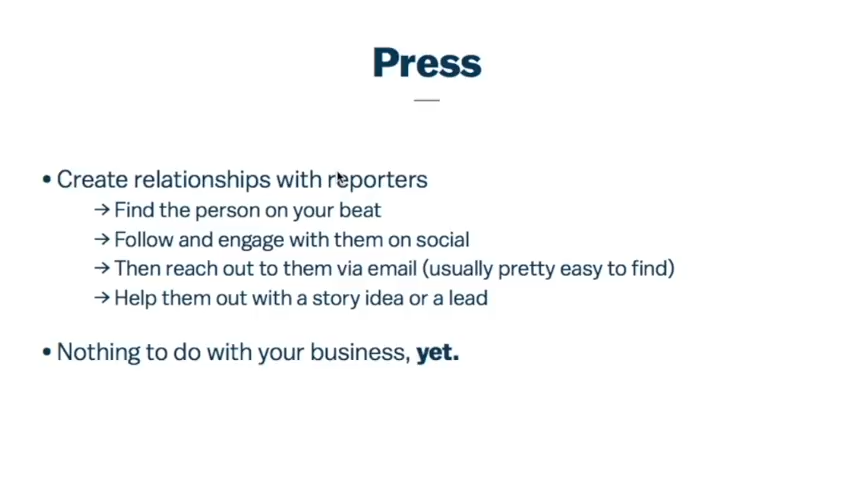 Press
• Create relationships with reporters
→ Find the person on your beat
→ Follow and engage with them on social
→ Then reach out to them via email (usually pretty easy to find)
→ Help them out with a story idea or a lead
• Nothing to do with your business, yet.